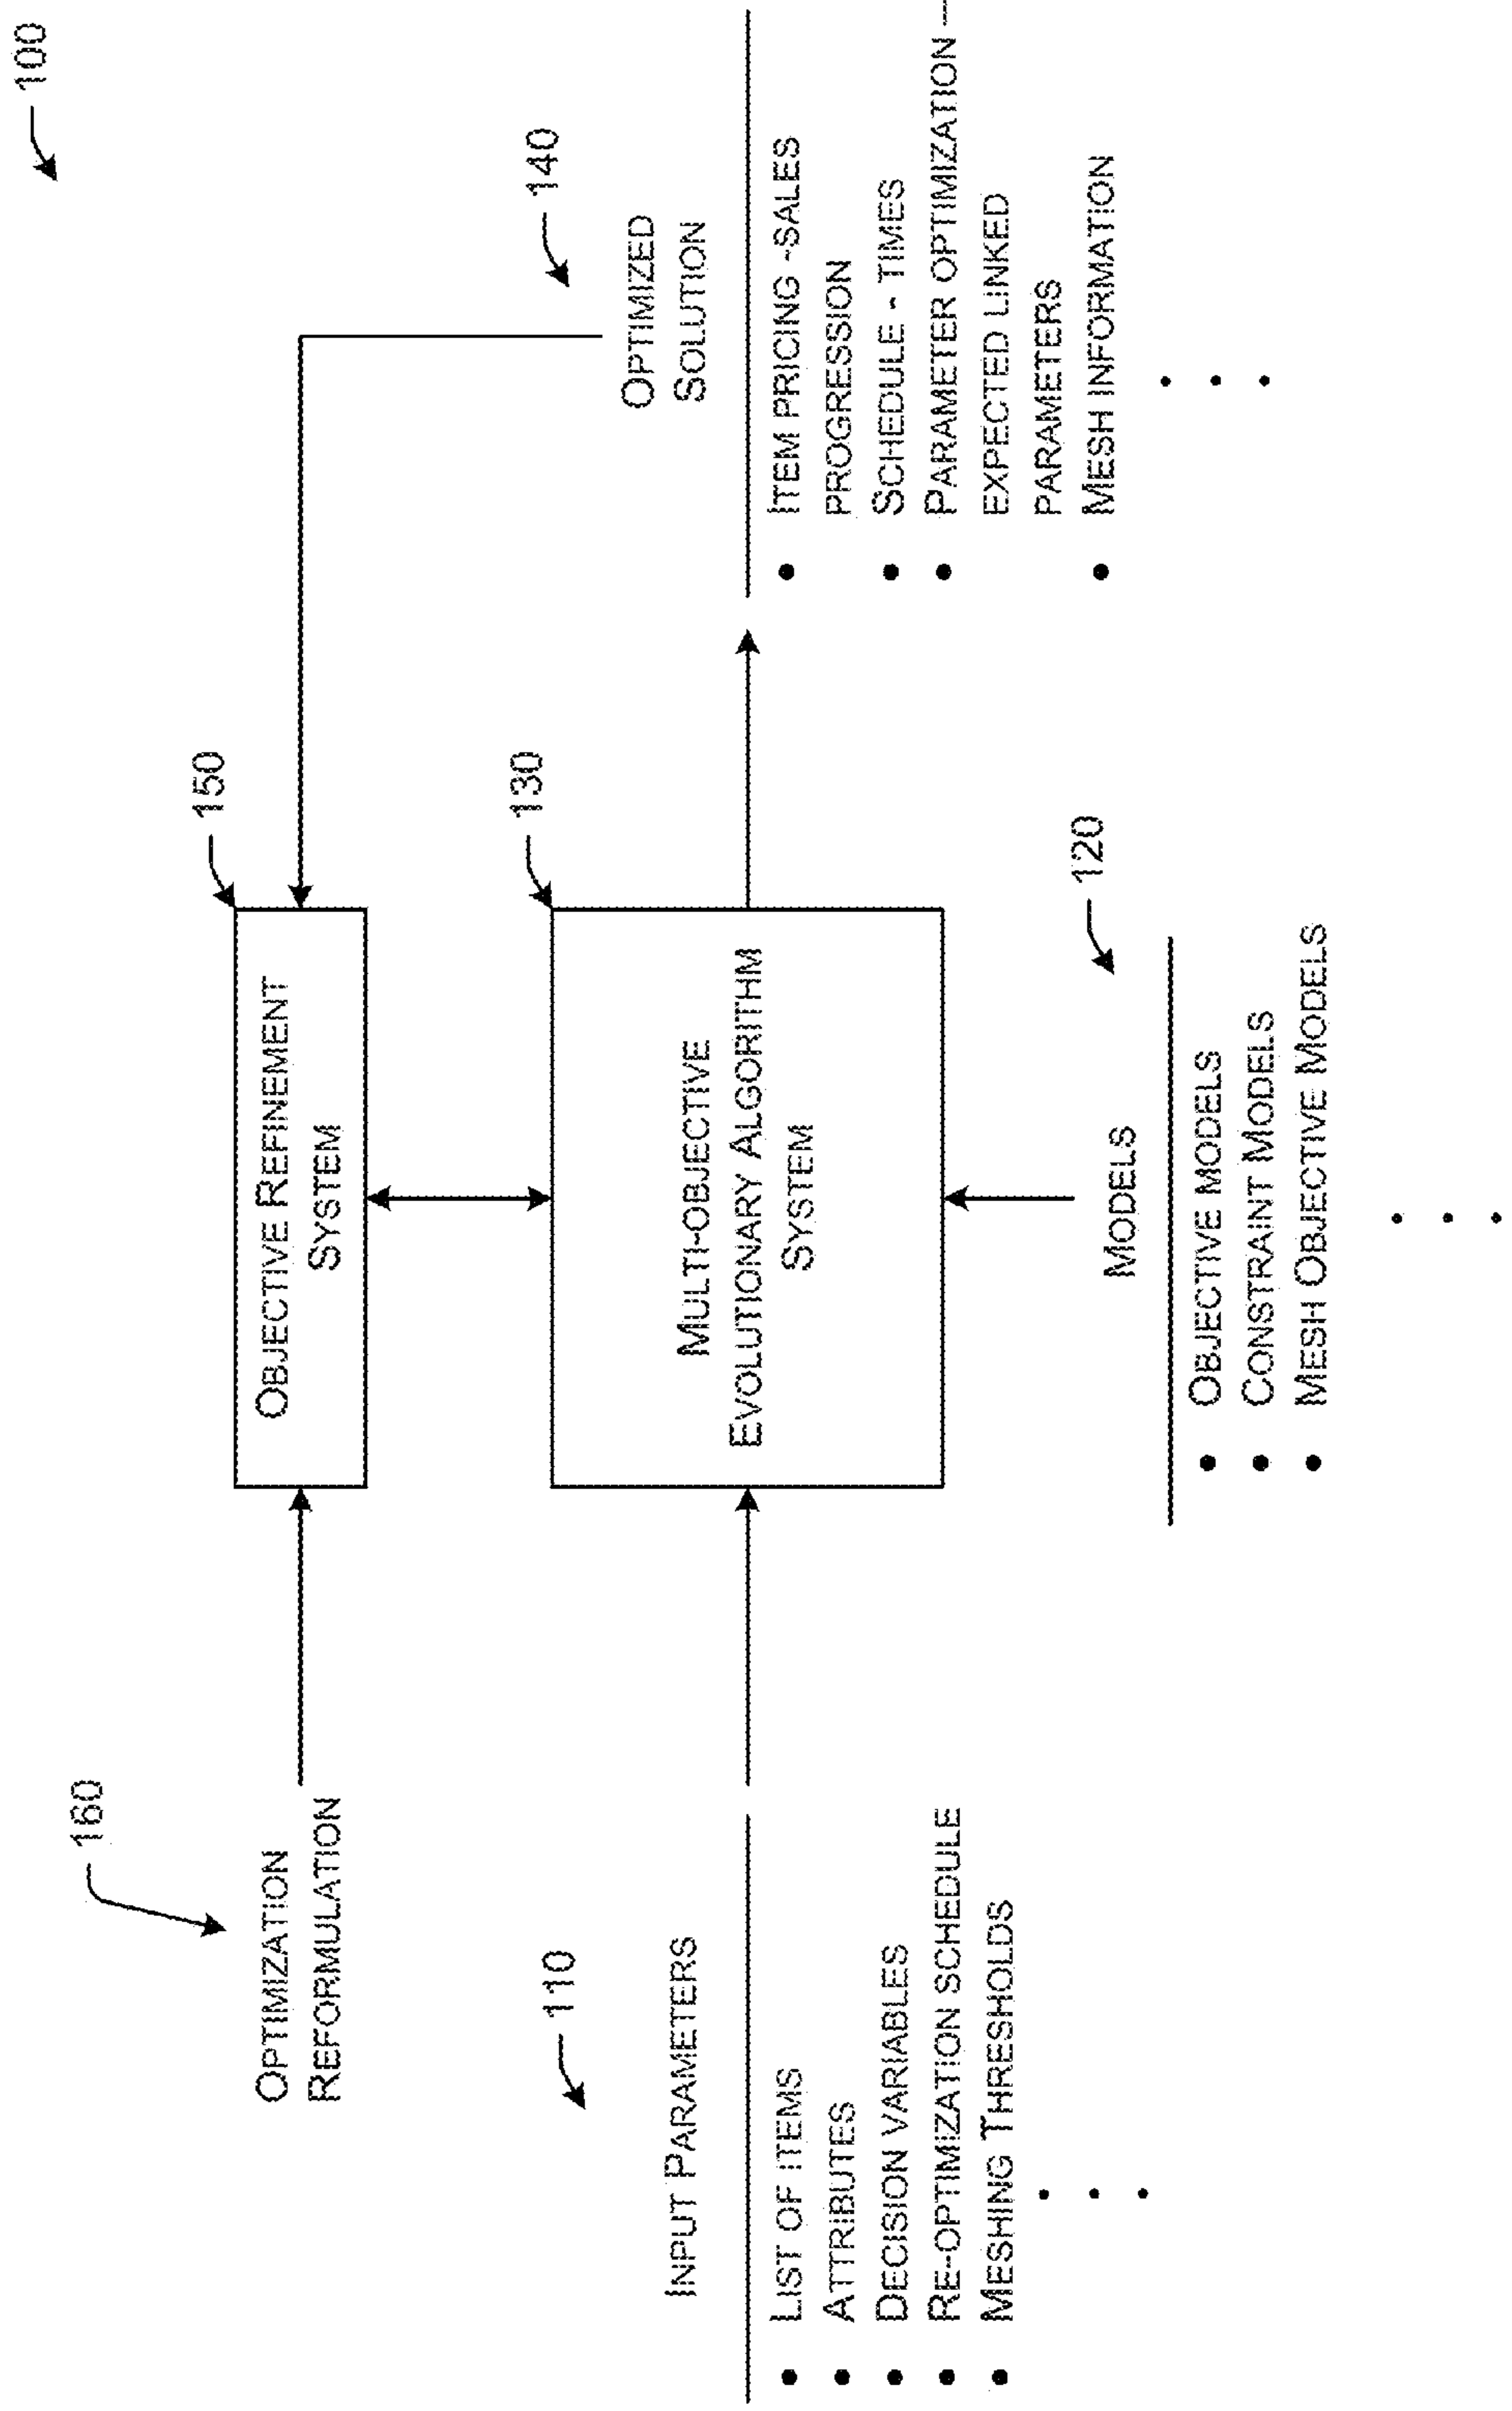 100
160
OPTIMIZATION
REFORMULATION
150
OBJECTIVE REFINEMENT
SYSTEM
110
INPUT PARAMETERS
• LIST OF ITEMS
• ATTRIBUTES
• DECISION VARIABLES
• RE-OPTIMIZATION SCHEDULE
• MESHING THRESHOLDS
130
MULTI-OBJECTIVE
EVOLUTIONARY ALGORITHM
SYSTEM
140
OPTIMIZED
SOLUTION
• ITEM PRICING -SALES
PROGRESSION
• SCHEDULE - TIMES
• PARAMETER OPTIMIZATION –
EXPECTED LINKED
PARAMETERS
• MESH INFORMATION
120
MODELS
• OBJECTIVE MODELS
• CONSTRAINT MODELS
• MESH OBJECTIVE MODELS